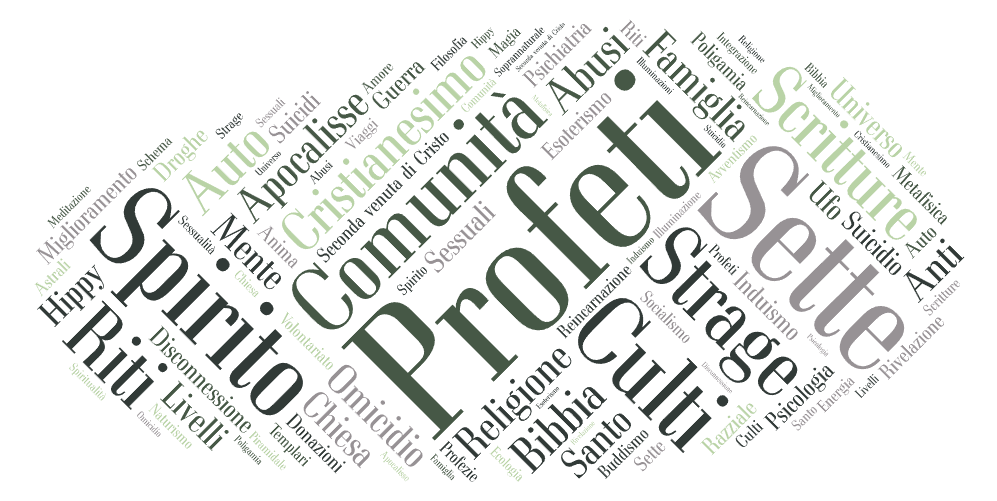 Profeti
Sette
Spirito
Comunità
Culti
Strage
Riti
Scritture
Cristianesimo
Apocalisse
Auto
Abusi
Famiglia
Religione
Bibbia
Santo
Omicidio
Chiesa
Livelli
Mente
Hippy
Anti
Ufo Suicidio
Universo
Sessuali
Esoterismo
Psichiatria
Guerra
Suicidi
Droghe
Miglioramento
Disconnessione
Donazioni
Templari
Anima
Seconda venuta di Cristo
Induismo
Socialismo
Reincarnazione
Razziale
Psicologia
Rivelazione
Metafisica
Poligamia
Integrazione
Religione
Riti
Illuminazioni
Magia
Soprannaturale
Seconda venuta di Cristo
Filosofia
Hippy
Amore
Comunità
Viaggi
Abusi
Sessuali
Strage
Universo
Schema
Meditazione
Astrali
Sessualità
Chiesa
Volontariato
Spirito
Illuminazione
Induismo
Avventismo
Suicidio
Reincarnazione
Bibbia
Miglioramento
Cristianesimo
Mente
Auto
Scritture
Profeti
Psicologia
Disconnessione
Livelli
Energia
Santo
Culti
Sette
Buddismo
Esoterismo
Ecologia
Profezie
Famiglia
Apocalisse
Piramidale
Poligamia
Naturismo
Omicidio
Spiritualità